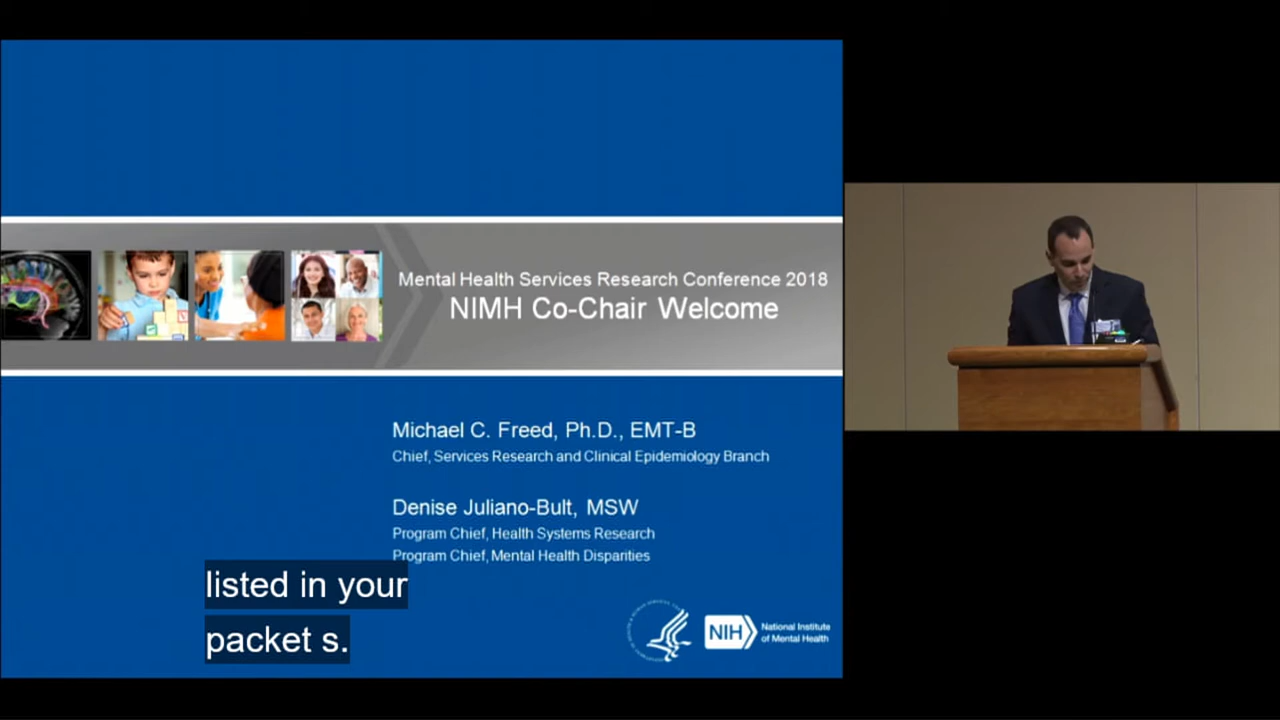 Mental Health Services Research Conference 2018
NIMH Co-Chair Welcome
Michael C. Freed, Ph.D., EMT-B
Chief, Services Research and Clinical Epidemiology Branch
Denise Juliano-Bult, MSW
Program Chief, Health Systems Research
Program Chief, Mental Health Disparities
listed in your
packet s.
NIH
National Institute
of Mental Health